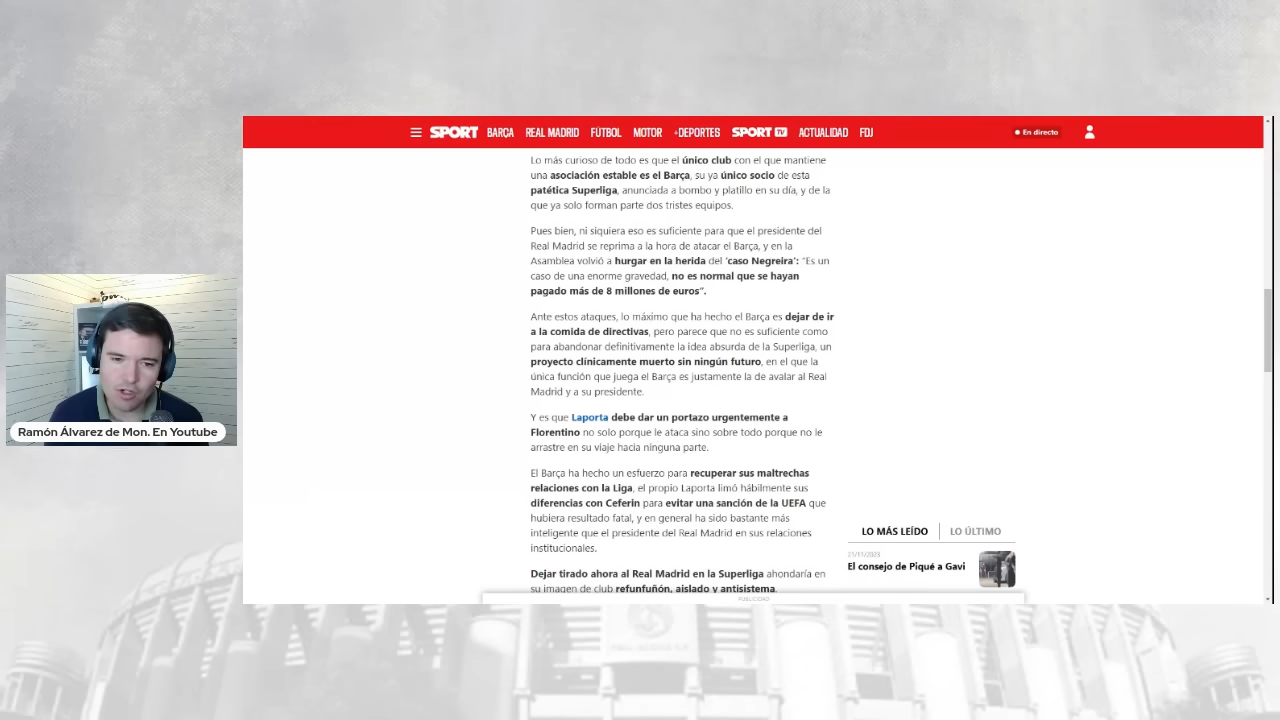 SPORT BARÇA REAL MADRID FÚTBOL MOTOR +DEPORTES SPORT TV ACTUALIDAD FDJ En directo
Lo más curioso de todo es que el único club con el que mantiene
una asociación estable es el Barça, su ya único socio de esta
patética Superliga, anunciada a bombo y platillo en su día, y de la
que ya solo forman parte dos tristes equipos.
Pues bien, ni siquiera eso es suficiente para que el presidente del
Real Madrid se reprima a la hora de atacar el Barça, y en la
Asamblea volvió a hurgar en la herida del 'caso Negreira': "Es un
caso de una enorme gravedad, no es normal que se hayan
pagado más de 8 millones de euros".
Ante estos ataques, lo máximo que ha hecho el Barça es dejar de ir
a la comida de directivas, pero parece que no es suficiente como
para abandonar definitivamente la idea absurda de la Superliga, un
proyecto clínicamente muerto sin ningún futuro, en el que la
única función que juega el Barça es justamente la de avalar al Real
Madrid y a su presidente.
Y es que Laporta debe dar un portazo urgentemente a
Florentino no solo porque le ataca sino sobre todo porque no le
arrastre en su viaje hacia ninguna parte.
El Barça ha hecho un esfuerzo para recuperar sus maltrechas
relaciones con la Liga, el propio Laporta limó hábilmente sus
diferencias con Ceferin para evitar una sanción de la UEFA que
hubiera resultado fatal, y en general ha sido bastante más
inteligente que el presidente del Real Madrid en sus relaciones
institucionales.
Dejar tirado ahora al Real Madrid en la Superliga ahondaría en
su imagen de club refunfuñón, aislado y antisistema.
PUBLICIDAD
LO MÁS LEÍDO LO ÚLTIMO
21/11/2023
El consejo de Piqué a Gavi
Ramón Álvarez de Mon. En Youtube